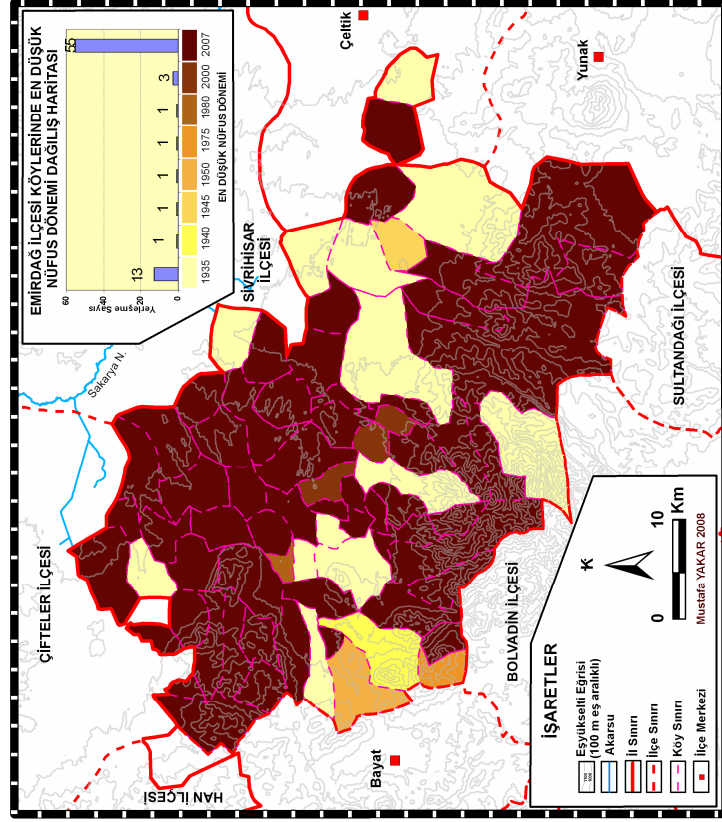 EMİRDAĞ İLÇESİ KÖYLERİNDE EN DÜŞÜK
NÜFUS DÖNEMİ DAĞILIŞ HARİTASI
Yerleşme Sayıs
60
40
20
0
13
1
1
1
1
1
3
55
1935
1940
1945
1950
1975
1980
2000
2007
EN DÜŞÜK NÜFUS DÖNEMİ
Çeltik
Yunak
SİVRİHİSAR
İLÇESİ
Sakarya N.
ÇİFTELER İLÇESİ
SULTANDAĞI İLÇESİ
BOLVADİN İLÇESİ
Bayat
HAN İLÇESİ
İŞARETLER
Eşyükselti Eğrisi
(100 m eş aralıklı)
Akarsu
İl Sınırı
İlçe Sınırı
Köy Sınırı
İlçe Merkezi
K
0
10
Km
Mustafa YAKAR 2008